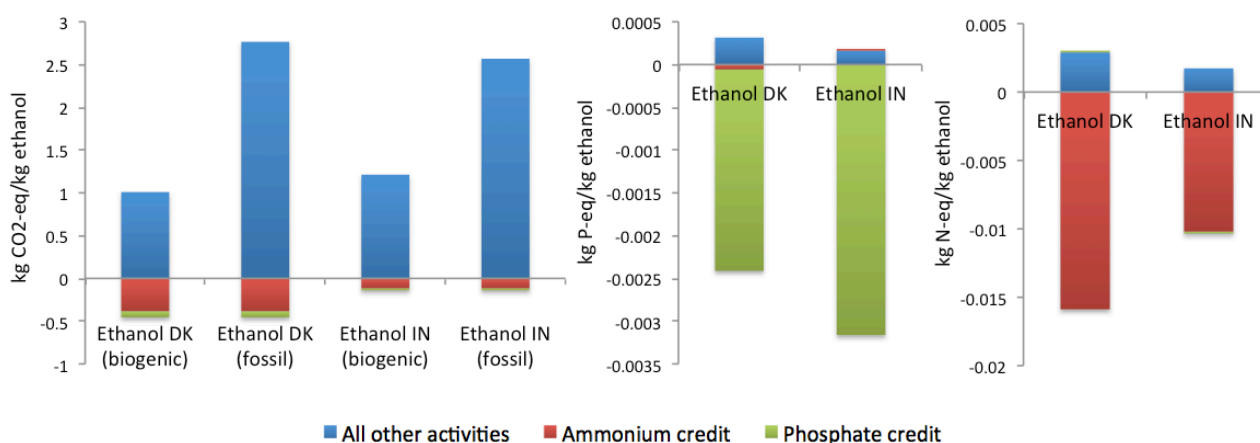 kg CO2-eq/kg ethanol
3
2.5
2
1.5
1
0.5
0
-0.5
-1
Ethanol DK
(biogenic)
Ethanol DK
(fossil)
Ethanol IN
(biogenic)
Ethanol IN
(fossil)
kg P-eq/kg ethanol
0.0005
0
-0.0005
-0.001
-0.0015
-0.002
-0.0025
-0.003
-0.0035
Ethanol DK
Ethanol IN
kg N-eq/kg ethanol
0.005
0
-0.005
-0.01
-0.015
-0.02
Ethanol DK
Ethanol IN
All other activities
Ammonium credit
Phosphate credit